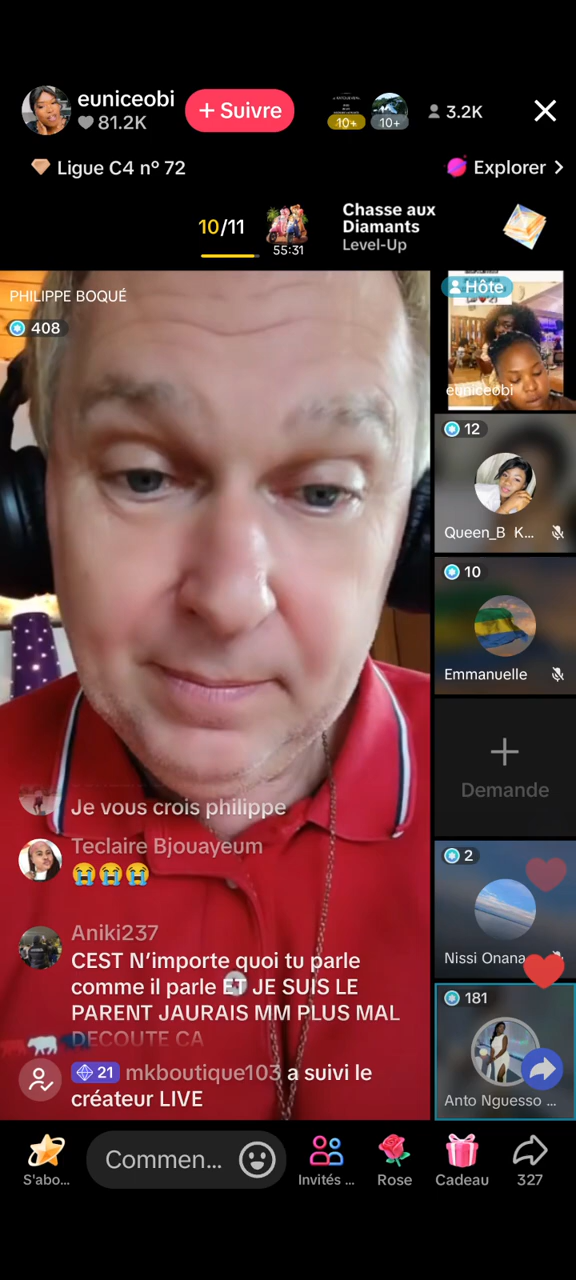 euniceobi
81.2K
+ Suivre
10+
10+
3.2K
Ligue C4 nº 72
Explorer
10/11
55:31
Chasse aux
Diamants
Level-Up
PHILIPPE BOQUÉ
408
Hôte
euniceobi
12
Queen_B K...
10
Emmanuelle
Demande
2
Nissi Onana
181
Anto Nguesso ...
Je vous crois philippe
Teclaire Bjouayeum
😭😭😭
Aniki237
CEST N'importe quoi tu parle
comme il parle ET JE SUIS LE
PARENT JAURAIS MM PLUS MAL
DECOUTE CA
21 mkboutique103 a suivi le
créateur LIVE
S'abo...
Commen...
Invités ...
Rose
Cadeau
327